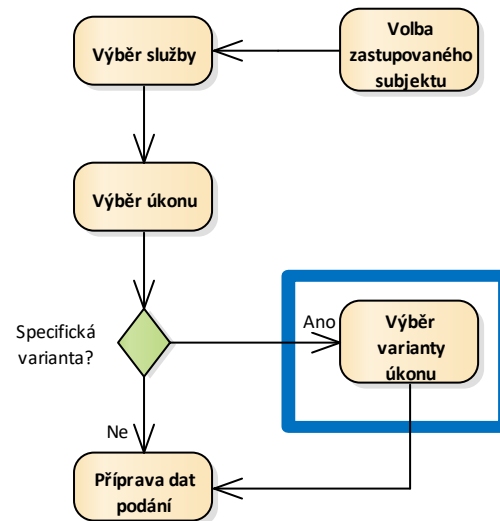 Výběr služby
Volba
zastupovaného
subjektu
Výběr úkonu
Specifická
varianta?
Ano
Výběr
varianty
úkonu
Ne
Příprava dat
podání